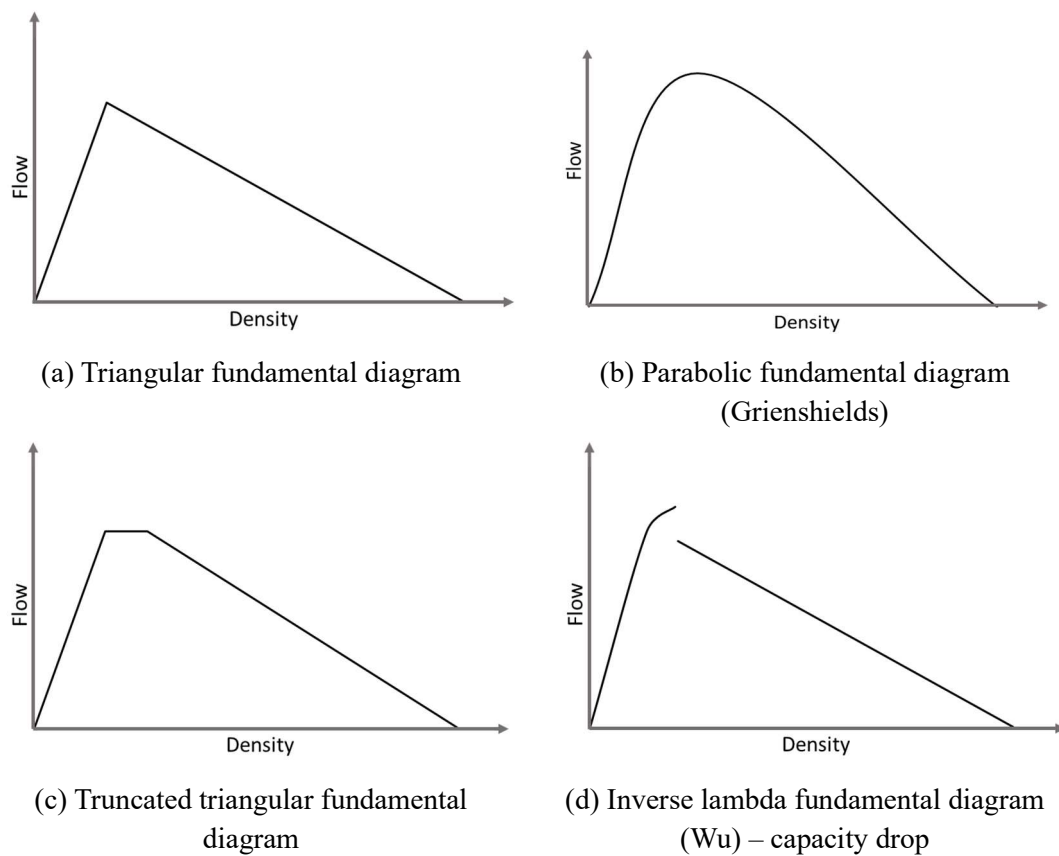 Flow
Density
(a) Triangular fundamental diagram
Flow
Density
(b) Parabolic fundamental diagram
(Grienshields)
Flow
Density
(c) Truncated triangular fundamental
diagram
Flow
Density
(d) Inverse lambda fundamental diagram
(Wu) – capacity drop